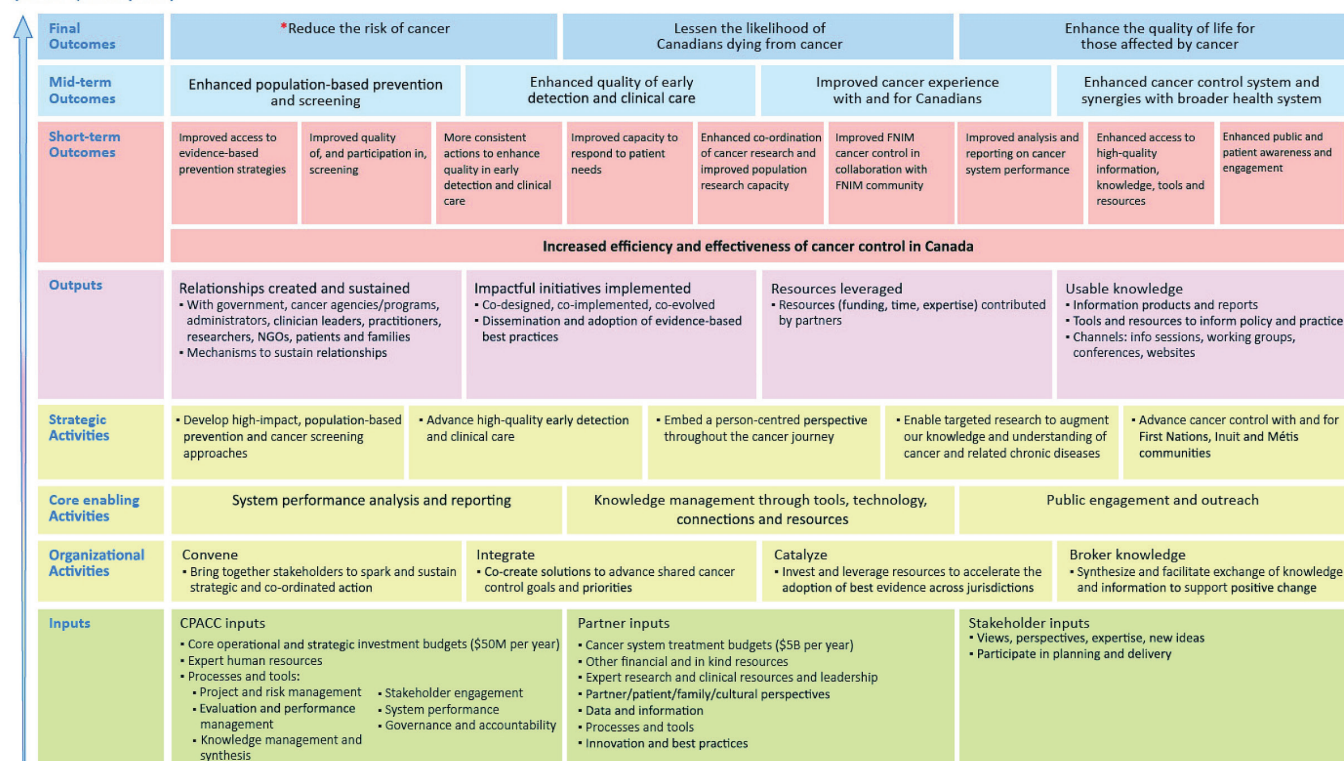 Final
Outcomes
*Reduce the risk of cancer
Lessen the likelihood of
Canadians dying from cancer
Enhance the quality of life for
those affected by cancer
Mid-term
Outcomes
Enhanced population-based prevention
and screening
Enhanced quality of early
detection and clinical care
Improved cancer experience
with and for Canadians
Enhanced cancer control system and
synergies with broader health system
Short-term
Outcomes
Improved access to
evidence-based
prevention strategies
Improved quality
of, and participation in,
screening
More consistent
actions to enhance
quality in early
detection and clinical
care
Improved capacity to
respond to patient
needs
Enhanced co-ordination
of cancer research and
improved population
research capacity
Improved FNIM
cancer control in
collaboration with
FNIM community
Improved analysis and
reporting on cancer
system performance
Enhanced access to
high-quality
information,
knowledge, tools and
resources
Enhanced public and
patient awareness and
engagement
Increased efficiency and effectiveness of cancer control in Canada
Outputs
Relationships created and sustained
▪ With government, cancer agencies/programs,
administrators, clinician leaders, practitioners,
researchers, NGOs, patients and families
▪ Mechanisms to sustain relationships
Impactful initiatives implemented
▪ Co-designed, co-implemented, co-evolved
▪ Dissemination and adoption of evidence-based
best practices
Resources leveraged
▪ Resources (funding, time, expertise) contributed
by partners
Usable knowledge
▪ Information products and reports
▪ Tools and resources to inform policy and practice
▪ Channels: info sessions, working groups,
conferences, websites
Strategic
Activities
▪ Develop high-impact, population-based
prevention and cancer screening
approaches
▪ Advance high-quality early detection
and clinical care
▪ Embed a person-centred perspective
throughout the cancer journey
▪ Enable targeted research to augment
our knowledge and understanding of
cancer and related chronic diseases
▪ Advance cancer control with and for
First Nations, Inuit and Métis
communities
Core enabling
Activities
System performance analysis and reporting
Knowledge management through tools, technology,
connections and resources
Public engagement and outreach
Organizational
Activities
Convene
▪ Bring together stakeholders to spark and sustain
strategic and co-ordinated action
Integrate
▪ Co-create solutions to advance shared cancer
control goals and priorities
Catalyze
▪ Invest and leverage resources to accelerate the
adoption of best evidence across jurisdictions
Broker knowledge
▪ Synthesize and facilitate exchange of knowledge
and information to support positive change
Inputs
CPACC inputs
▪ Core operational and strategic investment budgets ($50M per year)
▪ Expert human resources
▪ Processes and tools:
▪ Project and risk management
▪ Evaluation and performance
management
▪ Knowledge management and
synthesis
▪ Stakeholder engagement
▪ System performance
▪ Governance and accountability
Partner inputs
▪ Cancer system treatment budgets ($5B per year)
▪ Other financial and in kind resources
▪ Expert research and clinical resources and leadership
▪ Partner/patient/family/cultural perspectives
▪ Data and information
▪ Processes and tools
▪ Innovation and best practices
Stakeholder inputs
▪ Views, perspectives, expertise, new ideas
▪ Participate in planning and delivery